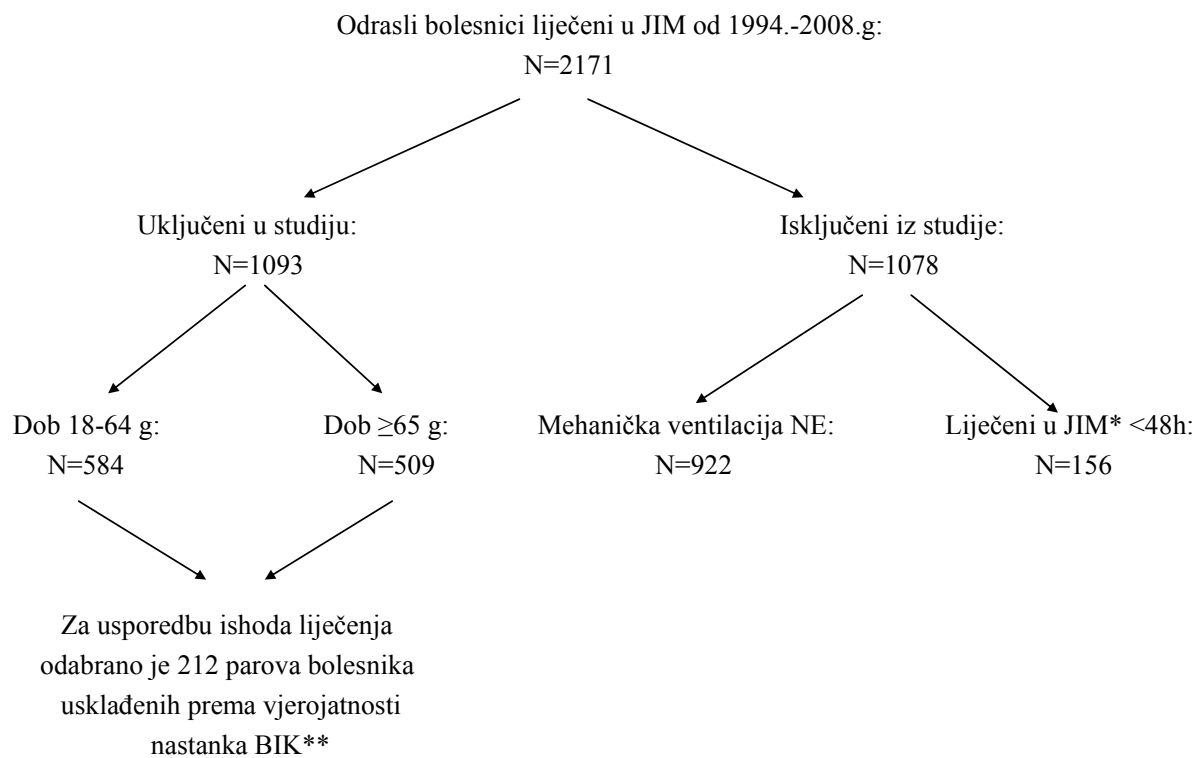 Odrasli bolesnici liječeni u JIM od 1994.-2008.g:
N=2171
Uključeni u studiju:
N=1093
Isključeni iz studije:
N=1078
Dob 18-64 g:
N=584
Dob ≥65 g:
N=509
Mehanička ventilacija NE:
N=922
Liječeni u JIM* <48h:
N=156
Za usporedbu ishoda liječenja
odabrano je 212 parova bolesnika
usklađenih prema vjerojatnosti
nastanka BIK**